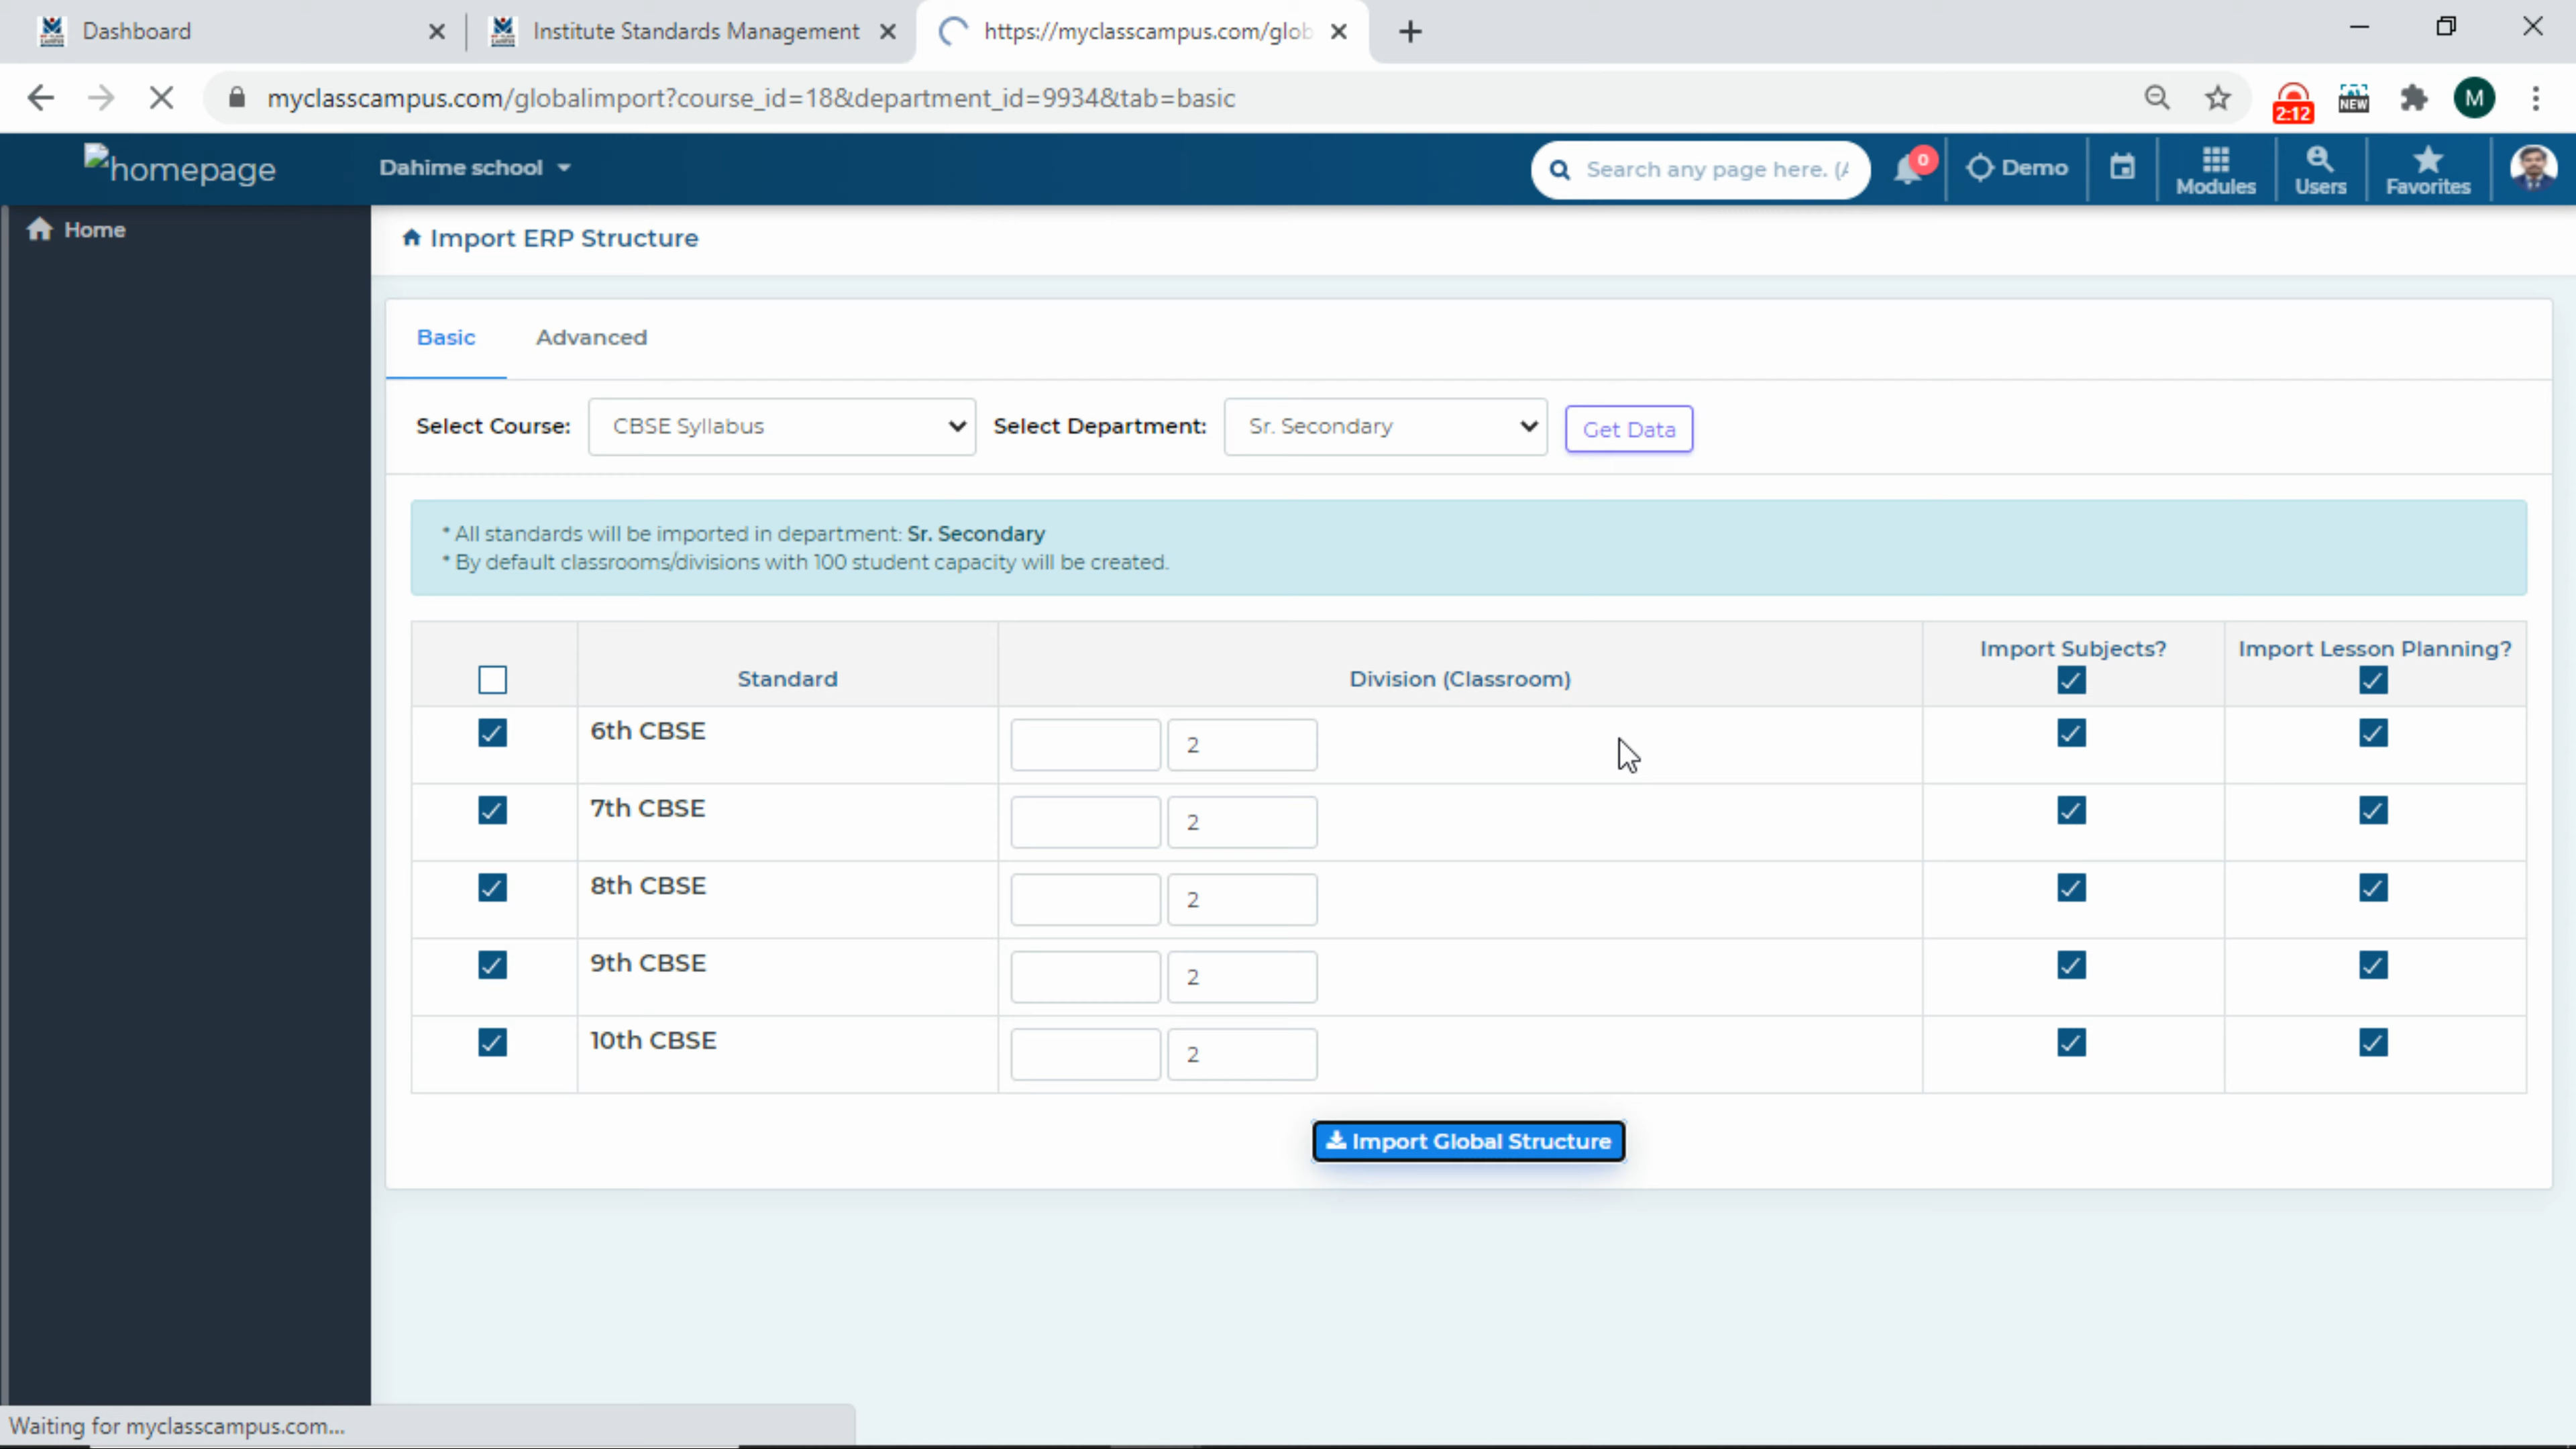 Dashboard
Institute Standards Management
https://myclasscampus.com/glob
myclasscampus.com/globalimport?course_id=18&department_id=9934&tab=basic
2:12
NEW
M
homepage
Dahime school
Search any page here. (A
0
Demo
Modules
Users
Favorites
Home
Import ERP Structure
Basic
Advanced
Select Course:
CBSE Syllabus
Select Department:
Sr. Secondary
Get Data
* All standards will be imported in department: Sr. Secondary
* By default classrooms/divisions with 100 student capacity will be created.
Standard
Division (Classroom)
Import Subjects?
Import Lesson Planning?
6th CBSE
2
7th CBSE
2
8th CBSE
2
9th CBSE
2
10th CBSE
2
Import Global Structure
Waiting for myclasscampus.com...